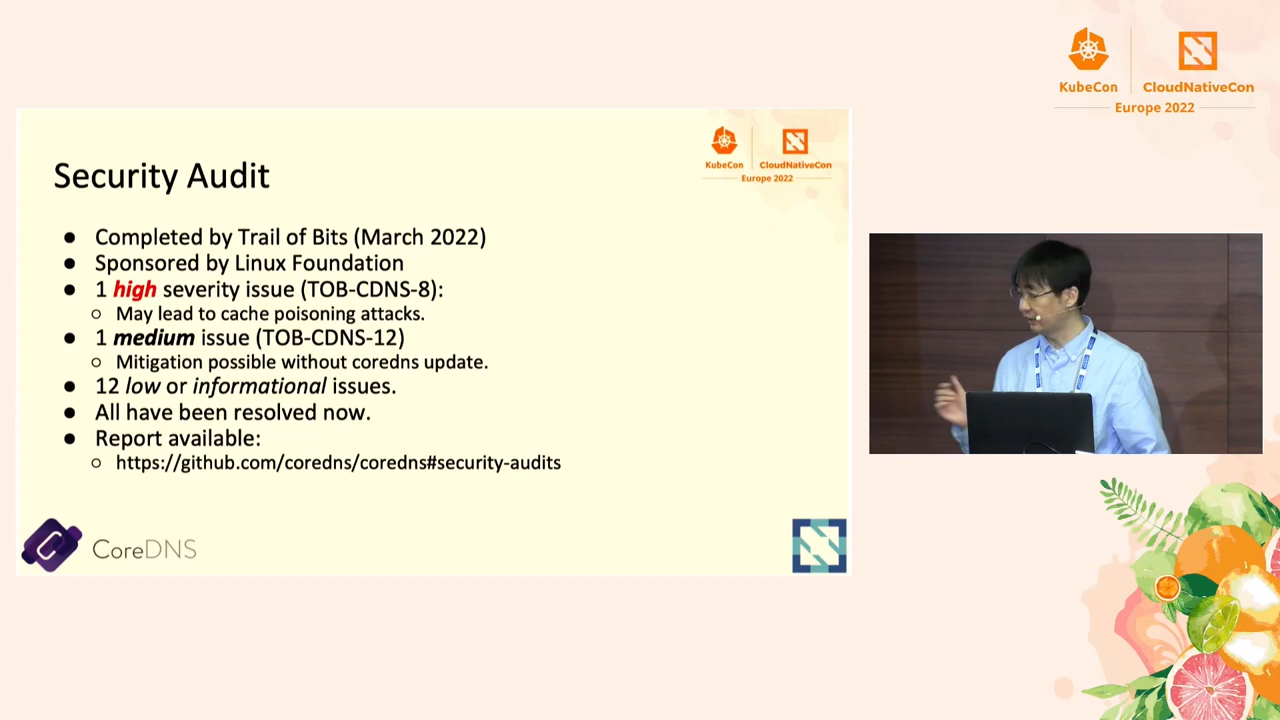 KubeCon
CloudNativeCon
Europe 2022
KubeCon
CloudNativeCon
Europe 2022
Security Audit
● Completed by Trail of Bits (March 2022)
● Sponsored by Linux Foundation
● 1 high severity issue (TOB-CDNS-8):
○ May lead to cache poisoning attacks.
● 1 medium issue (TOB-CDNS-12)
○ Mitigation possible without coredns update.
● 12 low or informational issues.
● All have been resolved now.
● Report available:
○ https://github.com/coredns/coredns#security-audits
CoreDNS